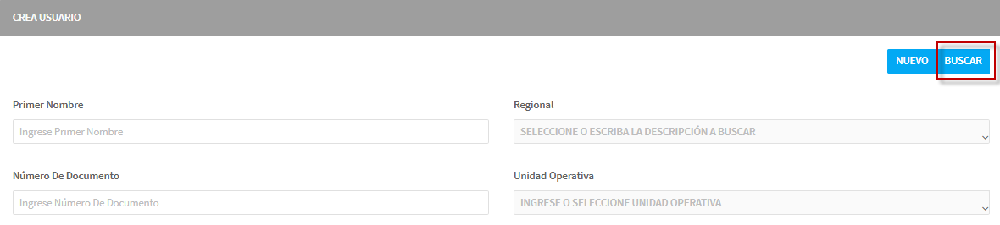 CREA USUARIO
NUEVO BUSCAR
Primer Nombre
Regional
Ingrese Primer Nombre
SELECCIONE O ESCRIBA LA DESCRIPCIÓN A BUSCAR
Número De Documento
Unidad Operativa
Ingrese Número De Documento
INGRESE O SELECCIONE UNIDAD OPERATIVA